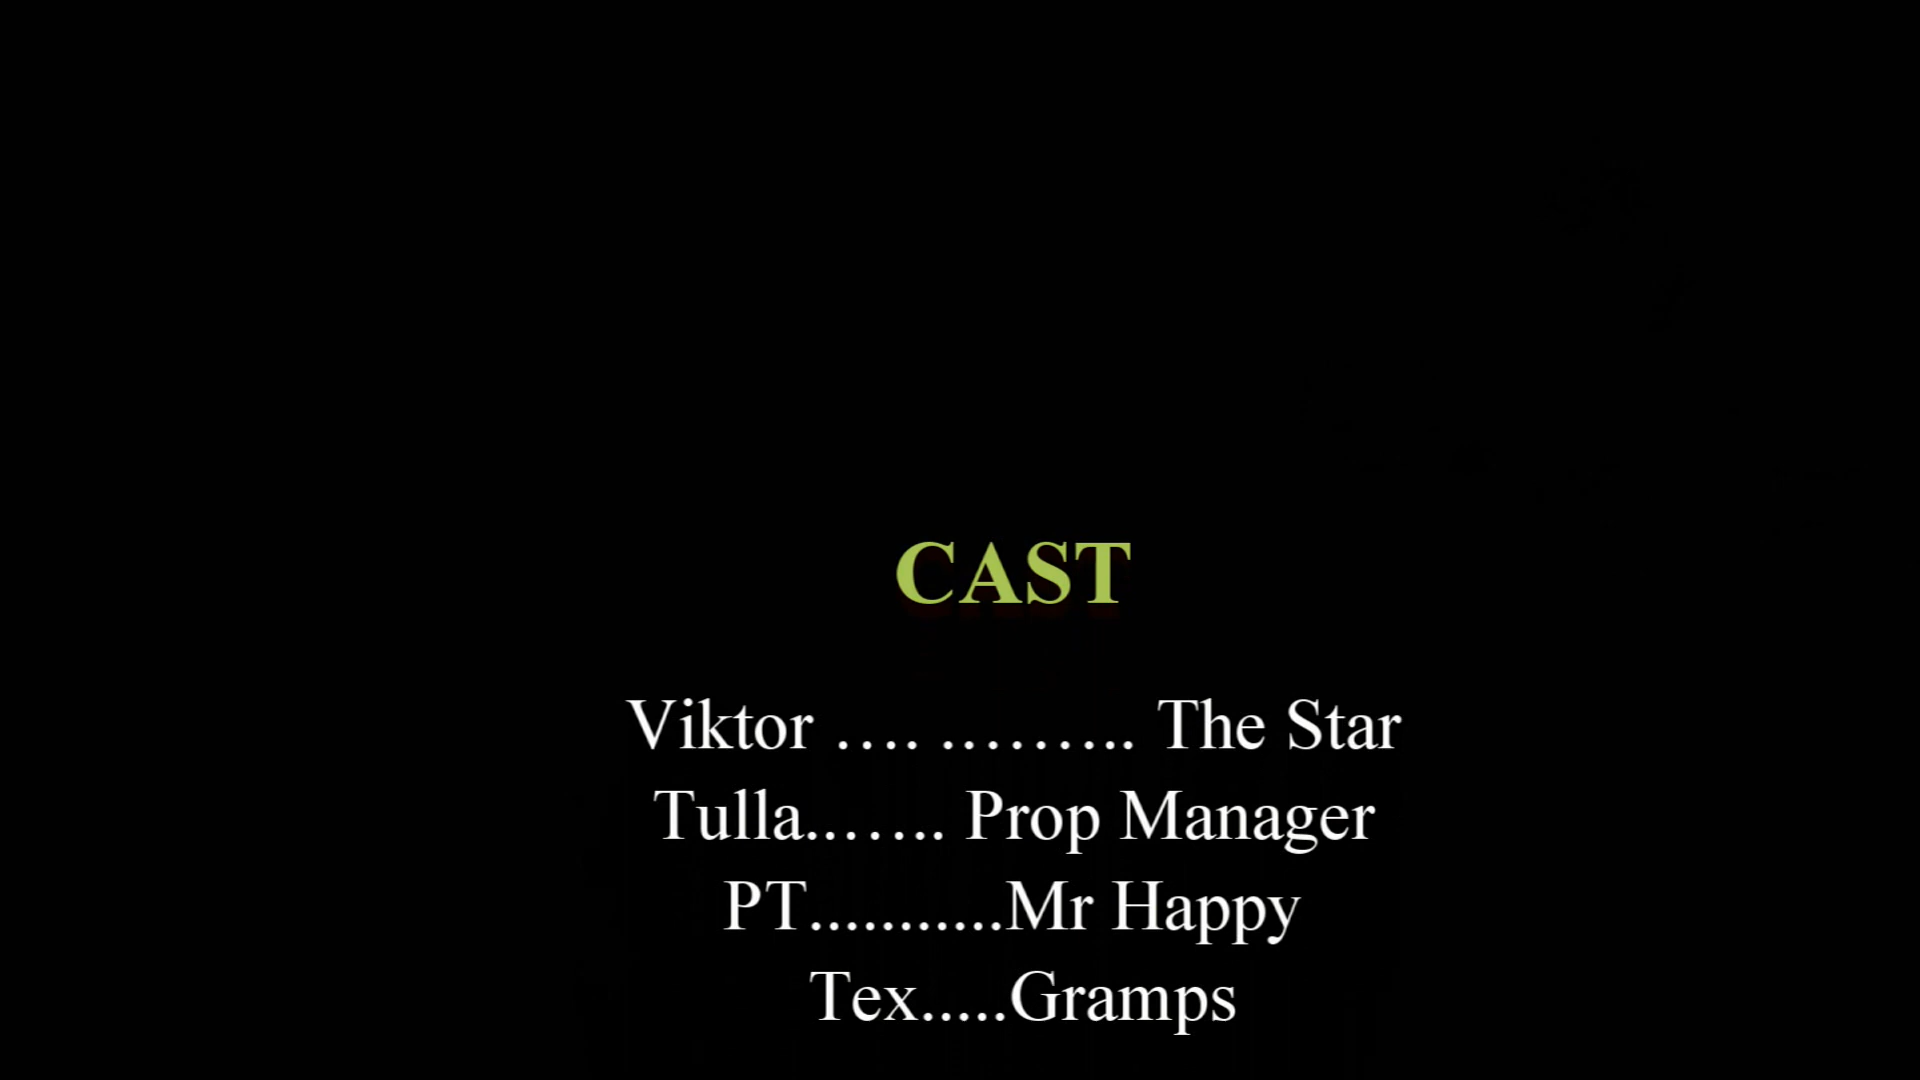 CAST
Viktor …. ..…….. The Star
Tulla..….. Prop Manager
PT...........Mr Happy
Tex.....Gramps